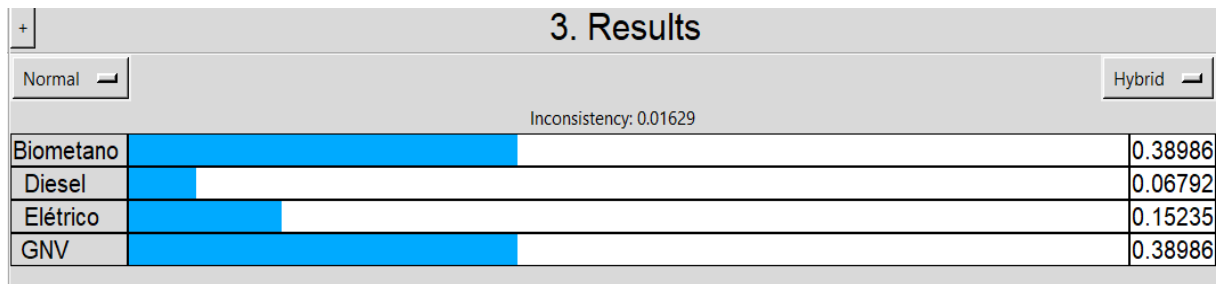 + 3. Results
Normal Hybrid
Inconsistency: 0.01629
Biometano 0.38986
Diesel 0.06792
Elétrico 0.15235
GNV 0.38986